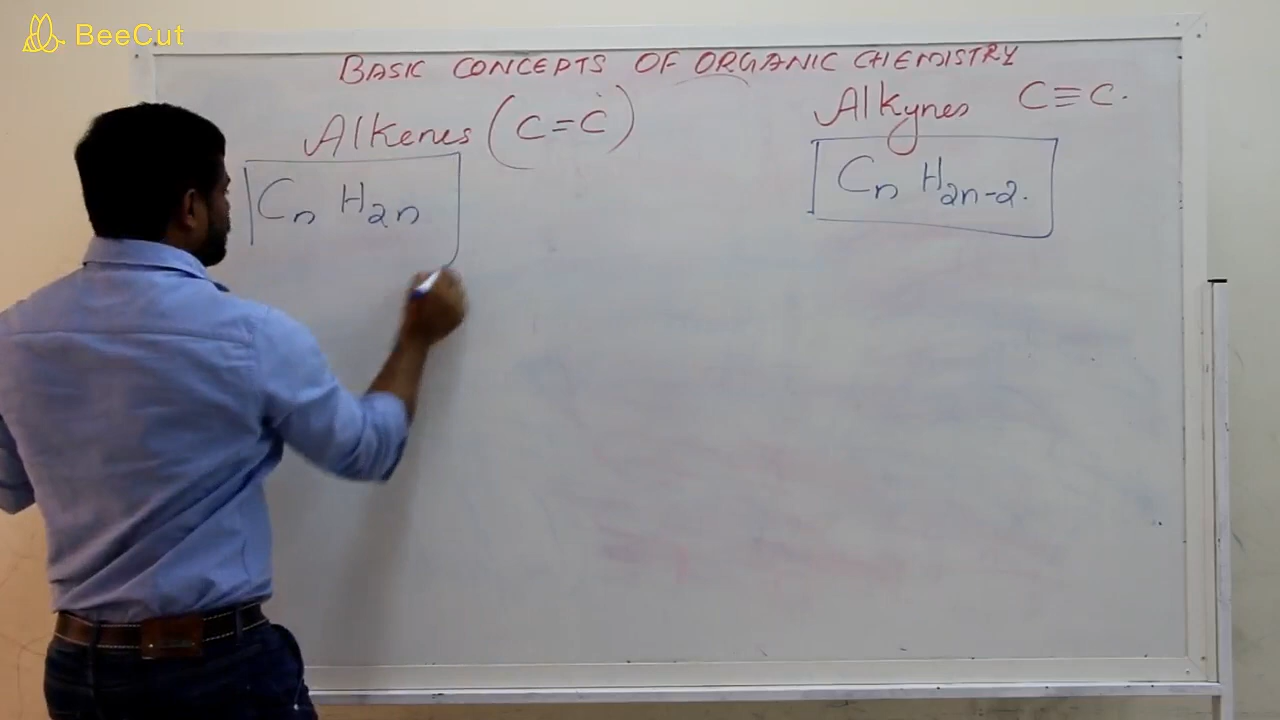 BeeCut
BASIC CONCEPTS OF ORGANIC CHEMISTRY
Alkenes (C=C)
CₙH₂ₙ
Alkynes C≡C.
CₙH₂ₙ₋₂.